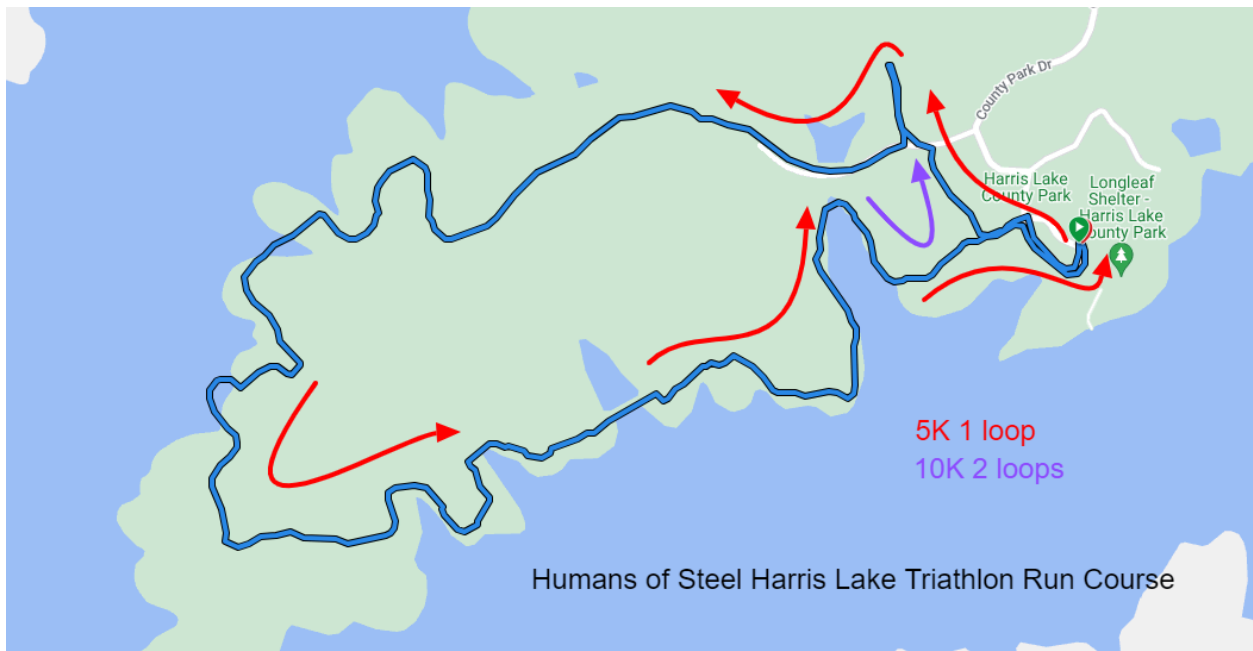 County Park Dr
Harris Lake
County Park
Longleaf
Shelter -
Harris Lake
County Park
5K 1 loop
10K 2 loops
Humans of Steel Harris Lake Triathlon Run Course